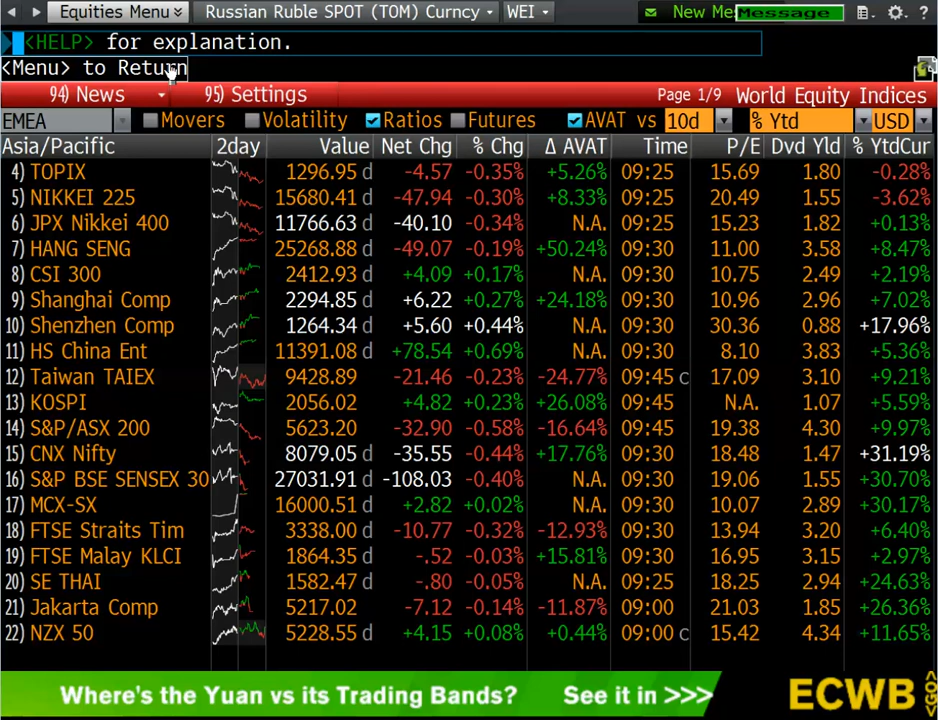 Equities Menu Russian Ruble SPOT (TOM) Curncy WEI New Me Message ?
<HELP> for explanation.
<Menu> to Return
94) News 95) Settings Page 1/9 World Equity Indices
EMEA Movers Volatility Ratios Futures AVAT vs 10d % Ytd USD
Asia/Pacific 2day Value Net Chg % Chg Δ AVAT Time P/E Dvd Yld % YtdCur
4) TOPIX 1296.95 d -4.57 -0.35% +5.26% 09:25 15.69 1.80 -0.28%
5) NIKKEI 225 15680.41 d -47.94 -0.30% +8.33% 09:25 20.49 1.55 -3.62%
6) JPX Nikkei 400 11766.63 d -40.10 -0.34% N.A. 09:25 15.23 1.82 +0.13%
7) HANG SENG 25268.88 d -49.07 -0.19% +50.24% 09:30 11.00 3.58 +8.47%
8) CSI 300 2412.93 d +4.09 +0.17% N.A. 09:30 10.75 2.49 +2.19%
9) Shanghai Comp 2294.85 d +6.22 +0.27% +24.18% 09:30 10.96 2.96 +7.02%
10) Shenzhen Comp 1264.34 d +5.60 +0.44% N.A. 09:30 30.36 0.88 +17.96%
11) HS China Ent 11391.08 d +78.54 +0.69% N.A. 09:30 8.10 3.83 +5.36%
12) Taiwan TAIEX 9428.89 -21.46 -0.23% -24.77% 09:45 c 17.09 3.10 +9.21%
13) KOSPI 2056.02 +4.82 +0.23% +26.08% 09:45 N.A. 1.07 +5.59%
14) S&P/ASX 200 5623.20 -32.90 -0.58% -16.64% 09:45 19.38 4.30 +9.97%
15) CNX Nifty 8079.05 d -35.55 -0.44% +17.76% 09:30 18.48 1.47 +31.19%
16) S&P BSE SENSEX 30 27031.91 d -108.03 -0.40% N.A. 09:30 19.06 1.55 +30.70%
17) MCX-SX 16000.51 d +2.82 +0.02% N.A. 09:30 10.07 2.89 +30.17%
18) FTSE Straits Tim 3338.00 d -10.77 -0.32% -12.93% 09:30 13.94 3.20 +6.40%
19) FTSE Malay KLCI 1864.35 d -.52 -0.03% +15.81% 09:30 16.95 3.15 +2.97%
20) SE THAI 1582.47 d -.80 -0.05% N.A. 09:25 18.25 2.94 +24.63%
21) Jakarta Comp 5217.02 -7.12 -0.14% -11.87% 09:00 21.03 1.85 +26.36%
22) NZX 50 5228.55 d +4.15 +0.08% +0.44% 09:00 c 15.42 4.34 +11.65%
Where's the Yuan vs its Trading Bands? See it in >>> ECWB <GO>